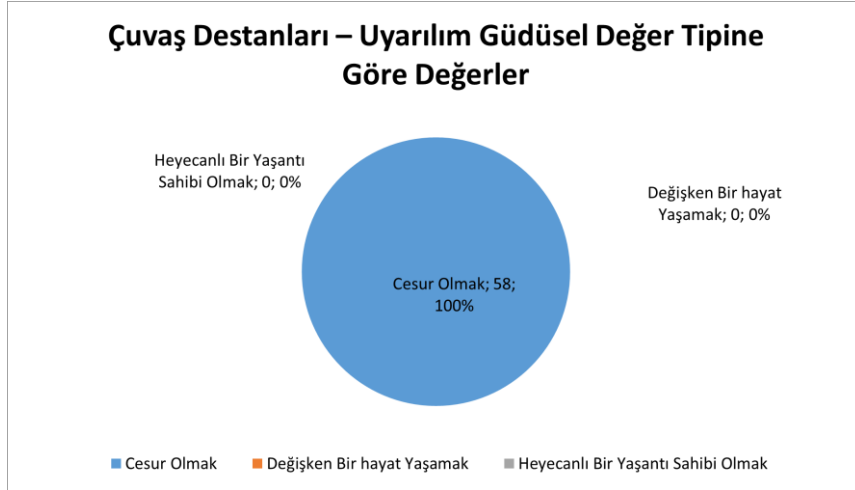 Çuvaş Destanları – Uyarılım Güdüsel Değer Tipine
Göre Değerler
Heyecanlı Bir Yaşantı
Sahibi Olmak; 0; 0%
Değişken Bir hayat
Yaşamak; 0; 0%
Cesur Olmak; 58;
100%
Cesur Olmak
Değişken Bir hayat Yaşamak
Heyecanlı Bir Yaşantı Sahibi Olmak